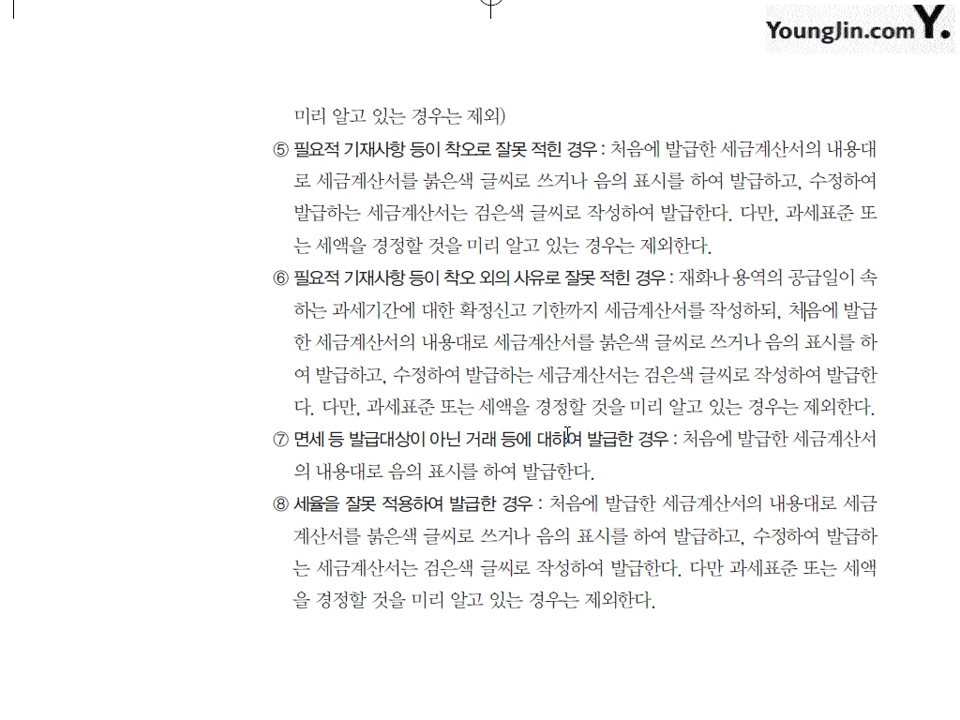 YoungJin.com Y.
미리 알고 있는 경우는 제외)
⑤ 필요적 기재사항 등이 착오로 잘못 적힌 경우 : 처음에 발급한 세금계산서의 내용대
로 세금계산서를 붉은색 글씨로 쓰거나 음의 표시를 하여 발급하고, 수정하여
발급하는 세금계산서는 검은색 글씨로 작성하여 발급한다. 다만, 과세표준 또
는 세액을 경정할 것을 미리 알고 있는 경우는 제외한다.
⑥ 필요적 기재사항 등이 착오 외의 사유로 잘못 적힌 경우 : 재화나 용역의 공급일이 속
하는 과세기간에 대한 확정신고 기한까지 세금계산서를 작성하되, 처음에 발급
한 세금계산서의 내용대로 세금계산서를 붉은색 글씨로 쓰거나 음의 표시를 하
여 발급하고, 수정하여 발급하는 세금계산서는 검은색 글씨로 작성하여 발급한
다. 다만, 과세표준 또는 세액을 경정할 것을 미리 알고 있는 경우는 제외한다.
⑦ 면세 등 발급대상이 아닌 거래 등에 대하여 발급한 경우 : 처음에 발급한 세금계산서
의 내용대로 음의 표시를 하여 발급한다.
⑧ 세율을 잘못 적용하여 발급한 경우 : 처음에 발급한 세금계산서의 내용대로 세금
계산서를 붉은색 글씨로 쓰거나 음의 표시를 하여 발급하고, 수정하여 발급하
는 세금계산서는 검은색 글씨로 작성하여 발급한다. 다만 과세표준 또는 세액
을 경정할 것을 미리 알고 있는 경우는 제외한다.